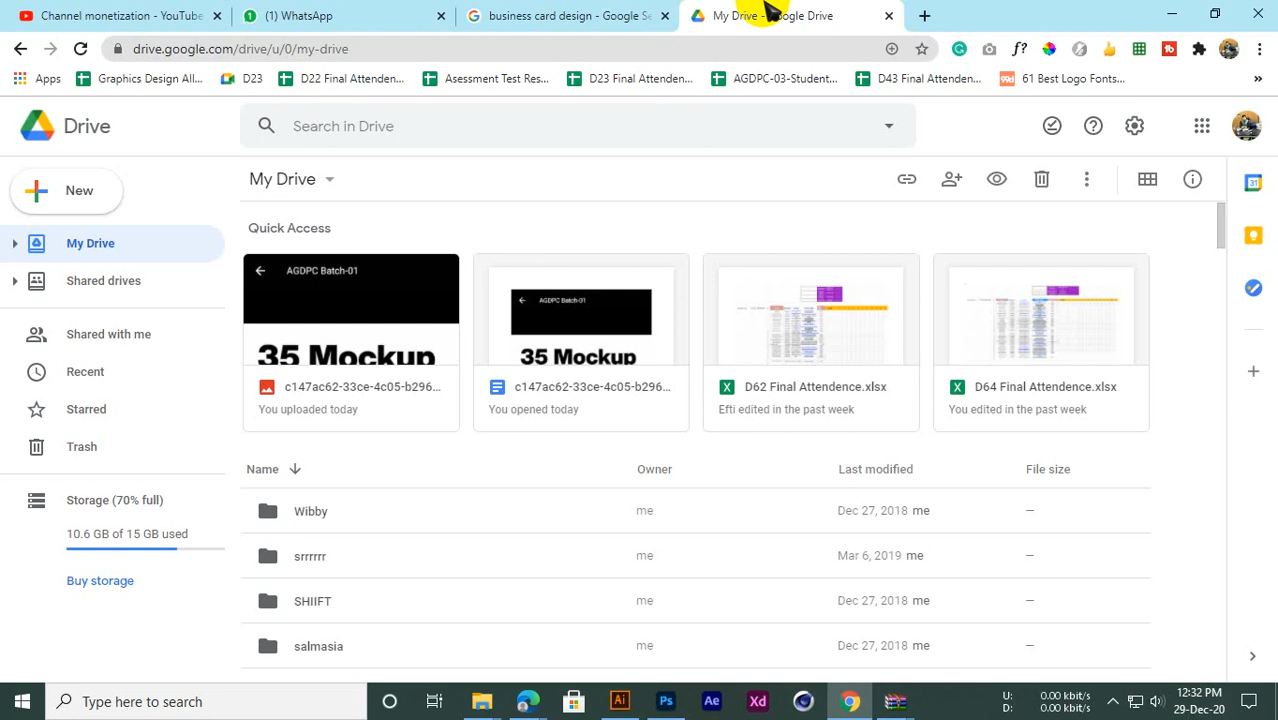 Channel monetization - YouTube
(1) WhatsApp
business card design - Google Se
My Drive - Google Drive
drive.google.com/drive/u/0/my-drive
Apps
Graphics Design All...
D23
D22 Final Attenden...
Asessment Test Res...
D23 Final Attenden...
AGDPC-03-Student...
D43 Final Attenden...
61 Best Logo Fonts...
Drive
Search in Drive
New
My Drive
My Drive
Shared drives
Shared with me
Recent
Starred
Trash
Storage (70% full)
10.6 GB of 15 GB used
Buy storage
Quick Access
AGDPC Batch-01
35 Mockup
c147ac62-33ce-4c05-b296...
You uploaded today
AGDPC Batch-01
35 Mockup
c147ac62-33ce-4c05-b296...
You opened today
D62 Final Attendence.xlsx
Efti edited in the past week
D64 Final Attendence.xlsx
You edited in the past week
Name Owner Last modified File size
Wibby me Dec 27, 2018 me —
srrrrrr me Mar 6, 2019 me —
SHIIFT me Dec 27, 2018 me —
salmasia me Dec 27, 2018 me —
Type here to search
U: 0.00 kbit/s
D: 0.00 kbit/s
12:32 PM
29-Dec-20